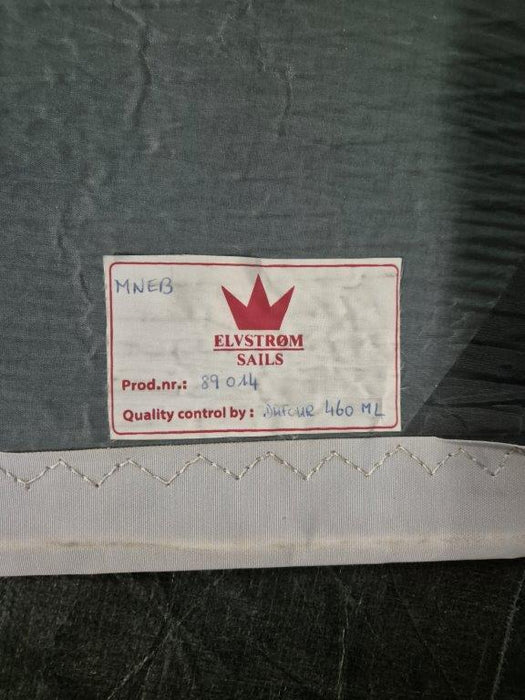 MNEB
ELVSTRØM
SAILS
Prod.nr.: 89 014
Quality control by: DUFOUR 460 ML